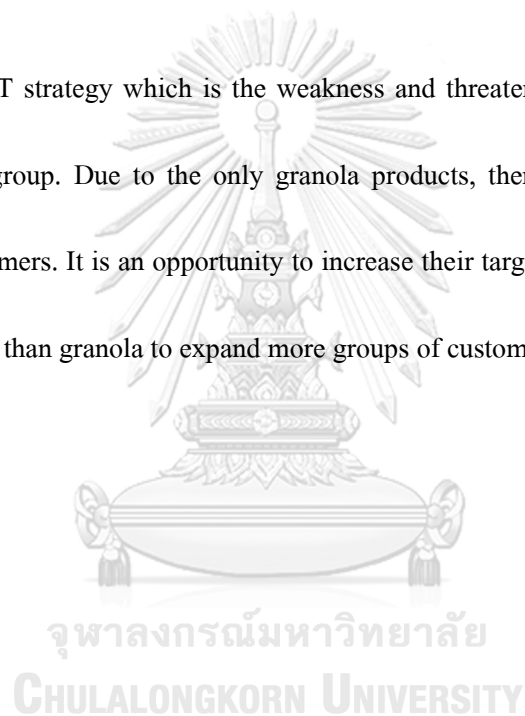 T strategy which is the weakness and threaten
group. Due to the only granola products, ther
mers. It is an opportunity to increase their targ
than granola to expand more groups of custom
จุฬาลงกรณ์มหาวิทยาลัย
CHULALONGKORN UNIVERSITY